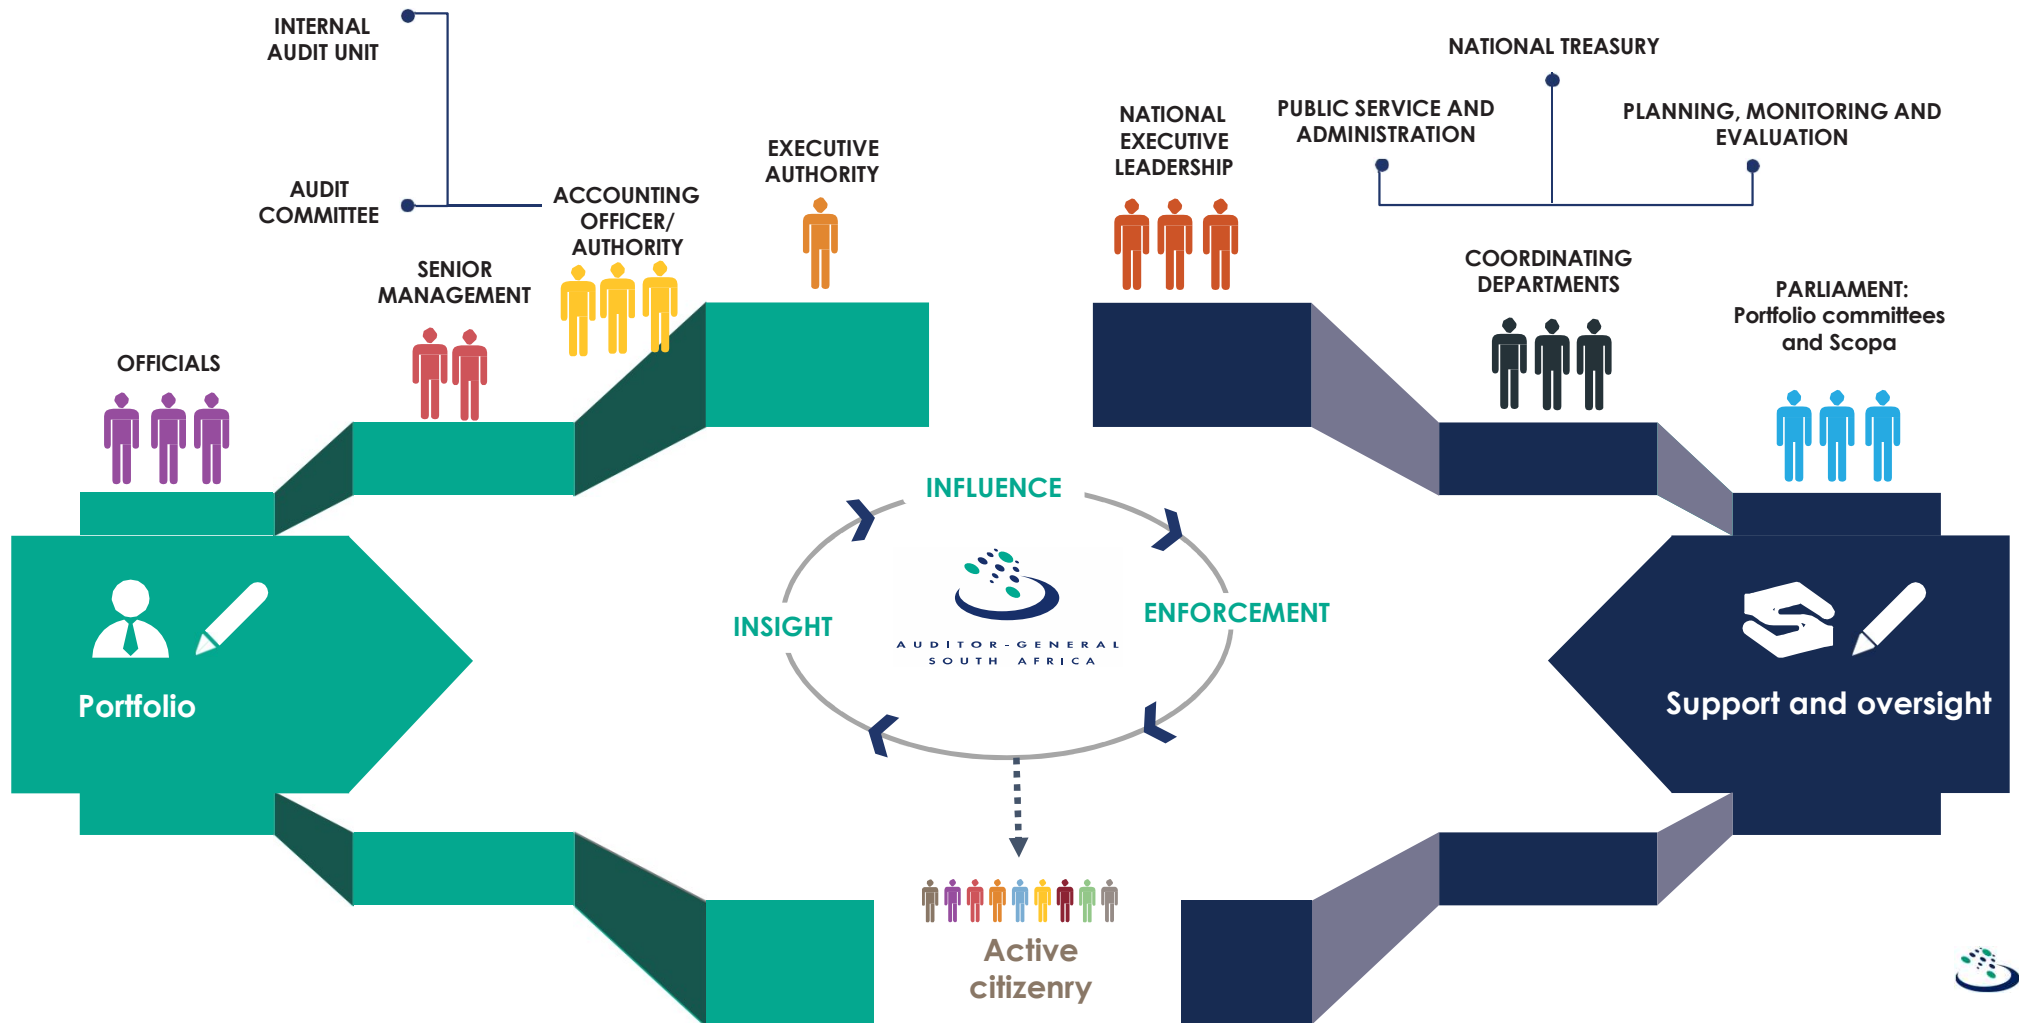 INTERNAL
AUDIT UNIT
AUDIT
COMMITTEE
OFFICIALS
SENIOR
MANAGEMENT
ACCOUNTING
OFFICER/
AUTHORITY
EXECUTIVE
AUTHORITY
NATIONAL
EXECUTIVE
LEADERSHIP
NATIONAL TREASURY
PUBLIC SERVICE AND
ADMINISTRATION
PLANNING, MONITORING AND
EVALUATION
COORDINATING
DEPARTMENTS
PARLIAMENT:
Portfolio committees
and Scopa
INFLUENCE
INSIGHT
ENFORCEMENT
AUDITOR-GENERAL
SOUTH AFRICA
Portfolio
Support and oversight
Active
citizenry